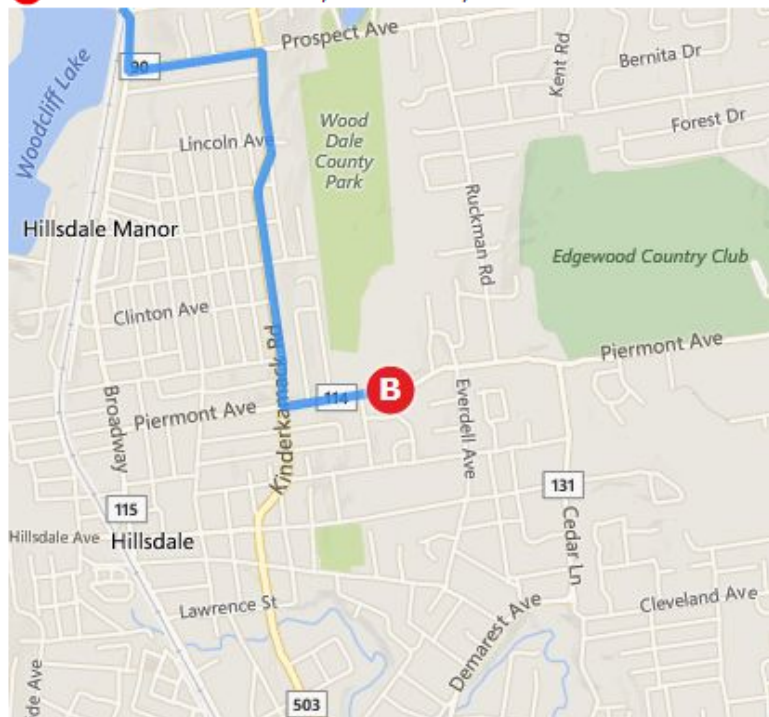 Prospect Ave
Kent Rd
Bernita Dr
90
Woodcliff Lake
Lincoln Ave
Wood
Dale
County
Park
Forest Dr
Ruckman Rd
Hillsdale Manor
Edgewood Country Club
Clinton Ave
Kinderkamack Rd
Piermont Ave
114
B
Broadway
Piermont Ave
Everdell Ave
115
131
Hillsdale Ave
Hillsdale
Cedar Ln
Lawrence St
Demarest Ave
Cleveland Ave
de Ave
503